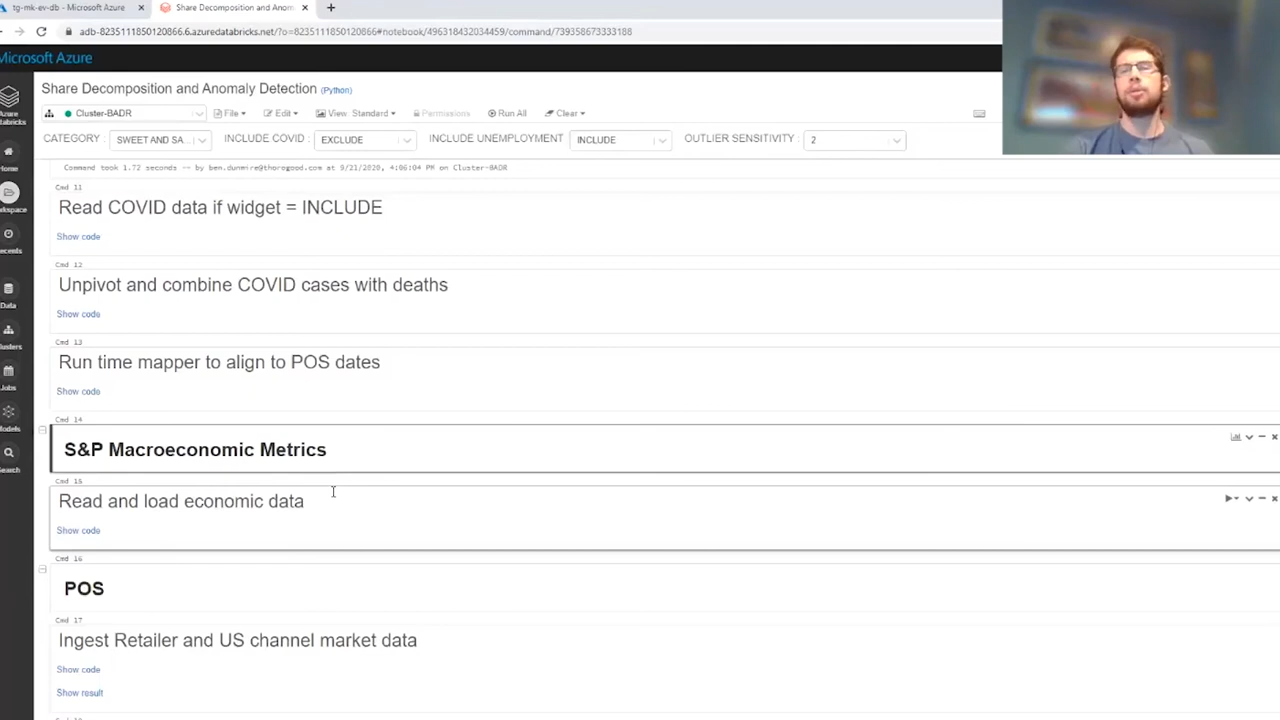 tg-mk-ev-db - Microsoft Azure
Share Decomposition and Anom
adb-8235111850120866.6.azuredatabricks.net/?o=8235111850120866#notebook/496318432034459/command/739358673333188
Microsoft Azure
Share Decomposition and Anomaly Detection (Python)
Cluster-BADR File Edit View: Standard Permissions Run All Clear
CATEGORY : SWEET AND SA... INCLUDE COVID : EXCLUDE INCLUDE UNEMPLOYMENT : INCLUDE OUTLIER SENSITIVITY : 2
Command took 1.72 seconds -- by ben.dunmire@thorogood.com at 9/21/2020, 4:06:04 PM on Cluster-BADR
Cmd 11
Read COVID data if widget = INCLUDE
Show code
Cmd 12
Unpivot and combine COVID cases with deaths
Show code
Cmd 13
Run time mapper to align to POS dates
Show code
Cmd 14
S&P Macroeconomic Metrics
Cmd 15
Read and load economic data
Show code
Cmd 16
POS
Cmd 17
Ingest Retailer and US channel market data
Show code
Show result
Azure
Home
Data
Jobs
Search